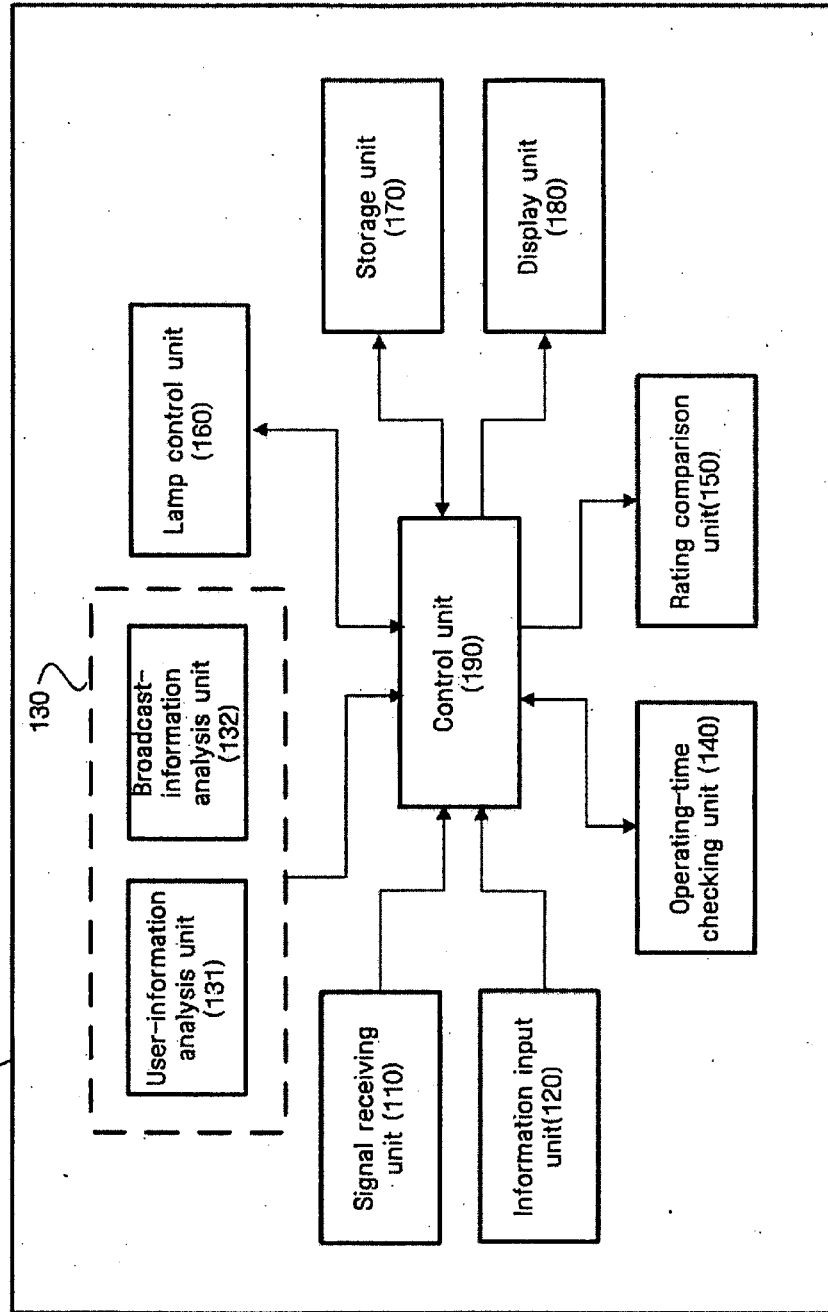 130
User-information
analysis unit
(131)
Broadcast-
information
analysis unit
(132)
Lamp control unit
(160)
Signal receiving
unit (110)
Information input
unit(120)
Control unit
(190)
Storage unit
(170)
Display unit
(180)
Operating-time
checking unit (140)
Rating comparison
unit(150)